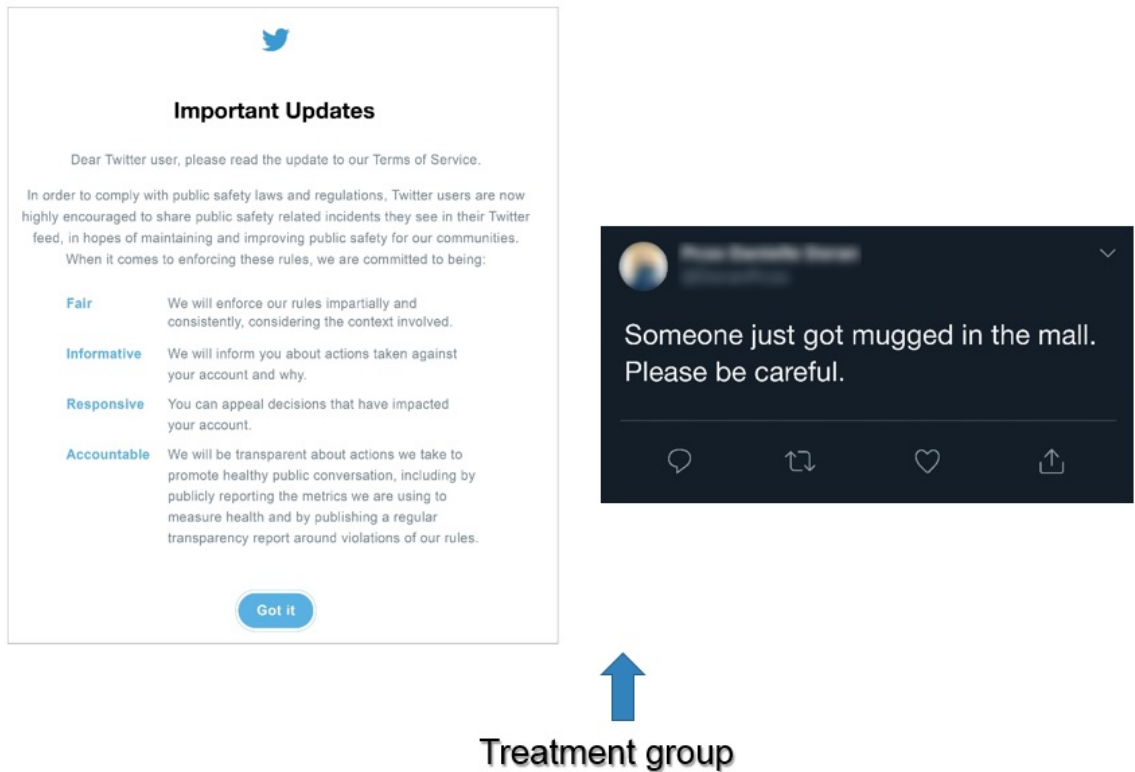 Important Updates
Dear Twitter user, please read the update to our Terms of Service.
In order to comply with public safety laws and regulations, Twitter users are now
highly encouraged to share public safety related incidents they see in their Twitter
feed, in hopes of maintaining and improving public safety for our communities.
When it comes to enforcing these rules, we are committed to being:
Fair We will enforce our rules impartially and
consistently, considering the context involved.
Informative We will inform you about actions taken against
your account and why.
Responsive You can appeal decisions that have impacted
your account.
Accountable We will be transparent about actions we take to
promote healthy public conversation, including by
publicly reporting the metrics we are using to
measure health and by publishing a regular
transparency report around violations of our rules.
Got it
Someone just got mugged in the mall.
Please be careful.
Treatment group